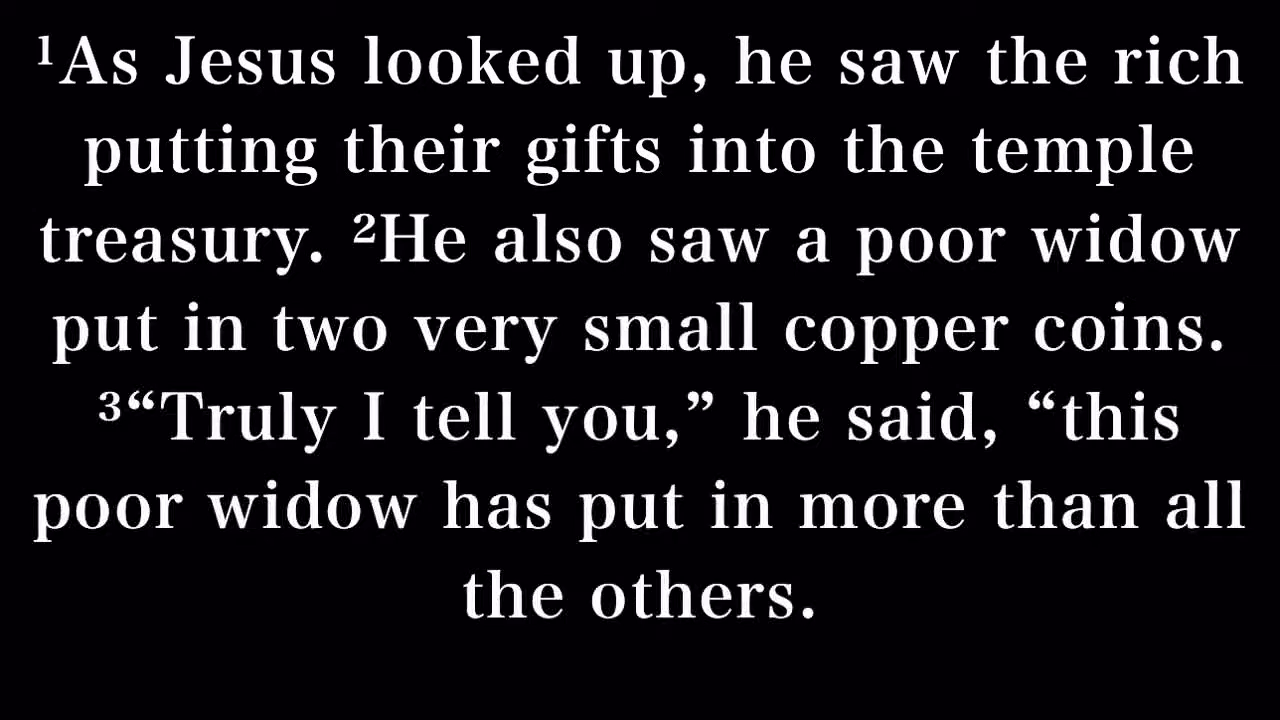 ¹As Jesus looked up, he saw the rich
putting their gifts into the temple
treasury. ²He also saw a poor widow
put in two very small copper coins.
³“Truly I tell you,” he said, “this
poor widow has put in more than all
the others.